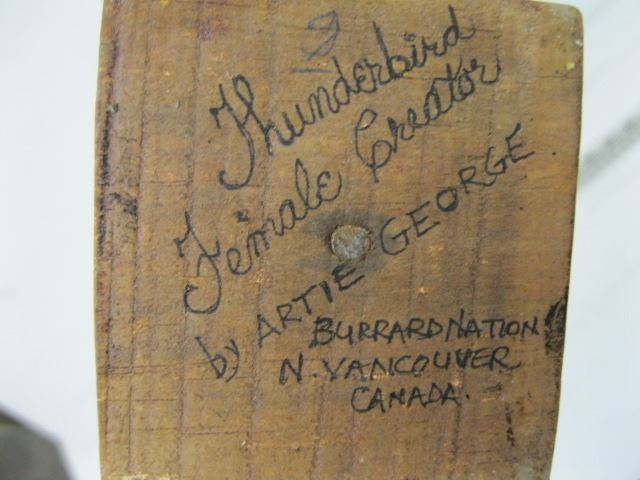 Thunderbird
Female Creator
by ARTIE GEORGE
BURRARD NATION
N. VANCOUVER
CANADA.